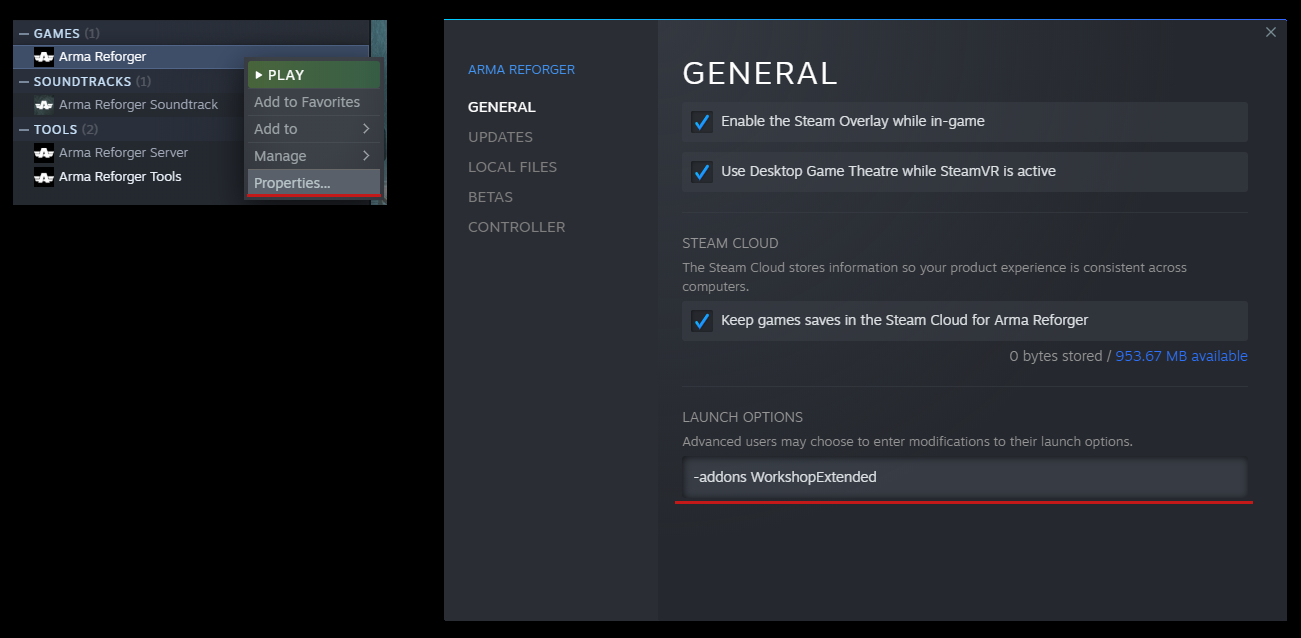 — GAMES (1)
Arma Reforger
— SOUNDTRACKS (1)
Arma Reforger Soundtrack
— TOOLS (2)
Arma Reforger Server
Arma Reforger Tools
PLAY
Add to Favorites
Add to
Manage
Properties...
ARMA REFORGER
GENERAL
UPDATES
LOCAL FILES
BETAS
CONTROLLER
GENERAL
Enable the Steam Overlay while in-game
Use Desktop Game Theatre while SteamVR is active
STEAM CLOUD
The Steam Cloud stores information so your product experience is consistent across
computers.
Keep games saves in the Steam Cloud for Arma Reforger
0 bytes stored / 953.67 MB available
LAUNCH OPTIONS
Advanced users may choose to enter modifications to their launch options.
-addons WorkshopExtended